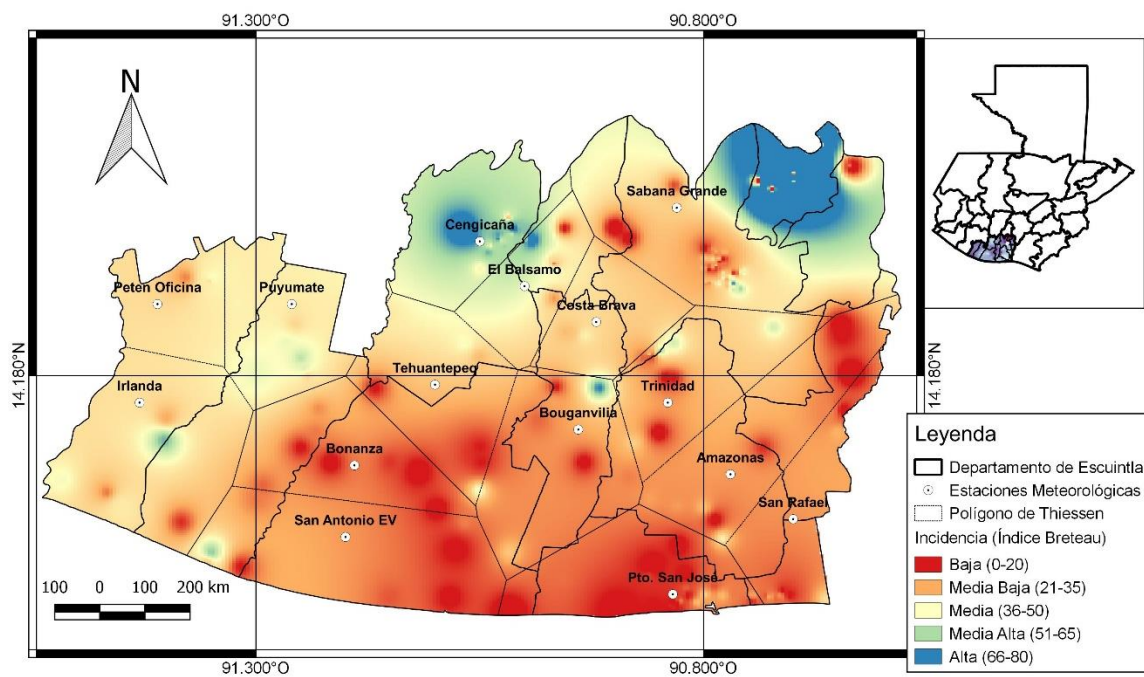 91.300°O
90.800°O
N
Sabana Grande
Cengicaña
El Balsamo
Peten Oficina
Puyumate
Costa Brava
14.180°N
14.180°N
Tehuantepeq
Irlanda
Trinidad
Bouganvilia
Bonanza
Amazonas
San Rafael
San Antonio EV
Pto. San José
100 0 100 200 km
91.300°O
90.800°O
Leyenda
Departamento de Escuintla
Estaciones Meteorológicas
Polígono de Thiessen
Incidencia (Índice Breteau)
Baja (0-20)
Media Baja (21-35)
Media (36-50)
Media Alta (51-65)
Alta (66-80)